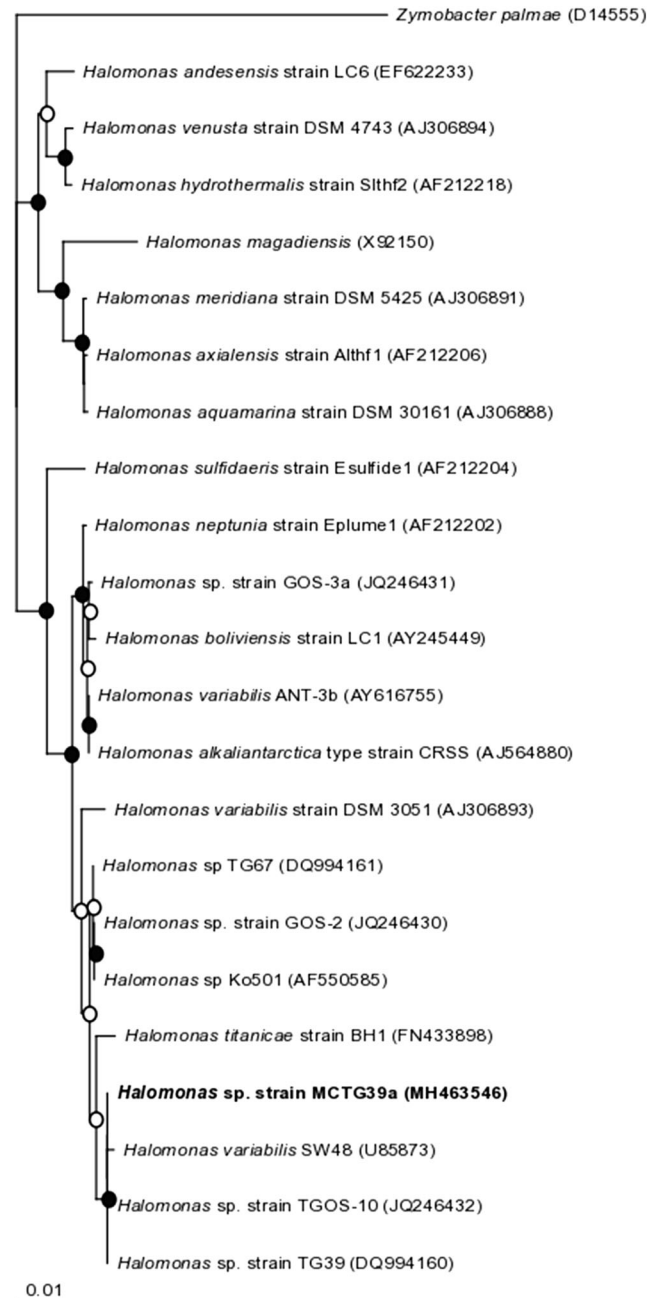 Zymobacter palmae (D14555)
Halomonas andesensis strain LC6 (EF622233)
Halomonas venusta strain DSM 4743 (AJ306894)
Halomonas hydrothermalis strain Slthf2 (AF212218)
Halomonas magadiensis (X92150)
Halomonas meridiana strain DSM 5425 (AJ306891)
Halomonas axialensis strain Althf1 (AF212206)
Halomonas aquamarina strain DSM 30161 (AJ306888)
Halomonas sulfidaeris strain Esulfide1 (AF212204)
Halomonas neptunia strain Eplume1 (AF212202)
Halomonas sp. strain GOS-3a (JQ246431)
Halomonas boliviensis strain LC1 (AY245449)
Halomonas variabilis ANT-3b (AY616755)
Halomonas alkaliantarctica type strain CRSS (AJ564880)
Halomonas variabilis strain DSM 3051 (AJ306893)
Halomonas sp TG67 (DQ994161)
Halomonas sp. strain GOS-2 (JQ246430)
Halomonas sp Ko501 (AF550585)
Halomonas titanicae strain BH1 (FN433898)
Halomonas sp. strain MCTG39a (MH463546)
Halomonas variabilis SW48 (U85873)
Halomonas sp. strain TGOS-10 (JQ246432)
Halomonas sp. strain TG39 (DQ994160)
0.01